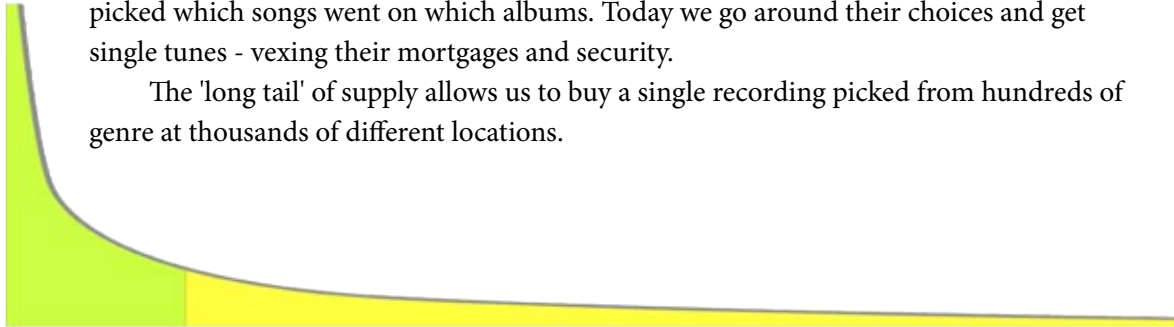 picked which songs went on which albums. Today we go around their choices and get
single tunes - vexing their mortgages and security.
The 'long tail' of supply allows us to buy a single recording picked from hundreds of
genre at thousands of different locations.